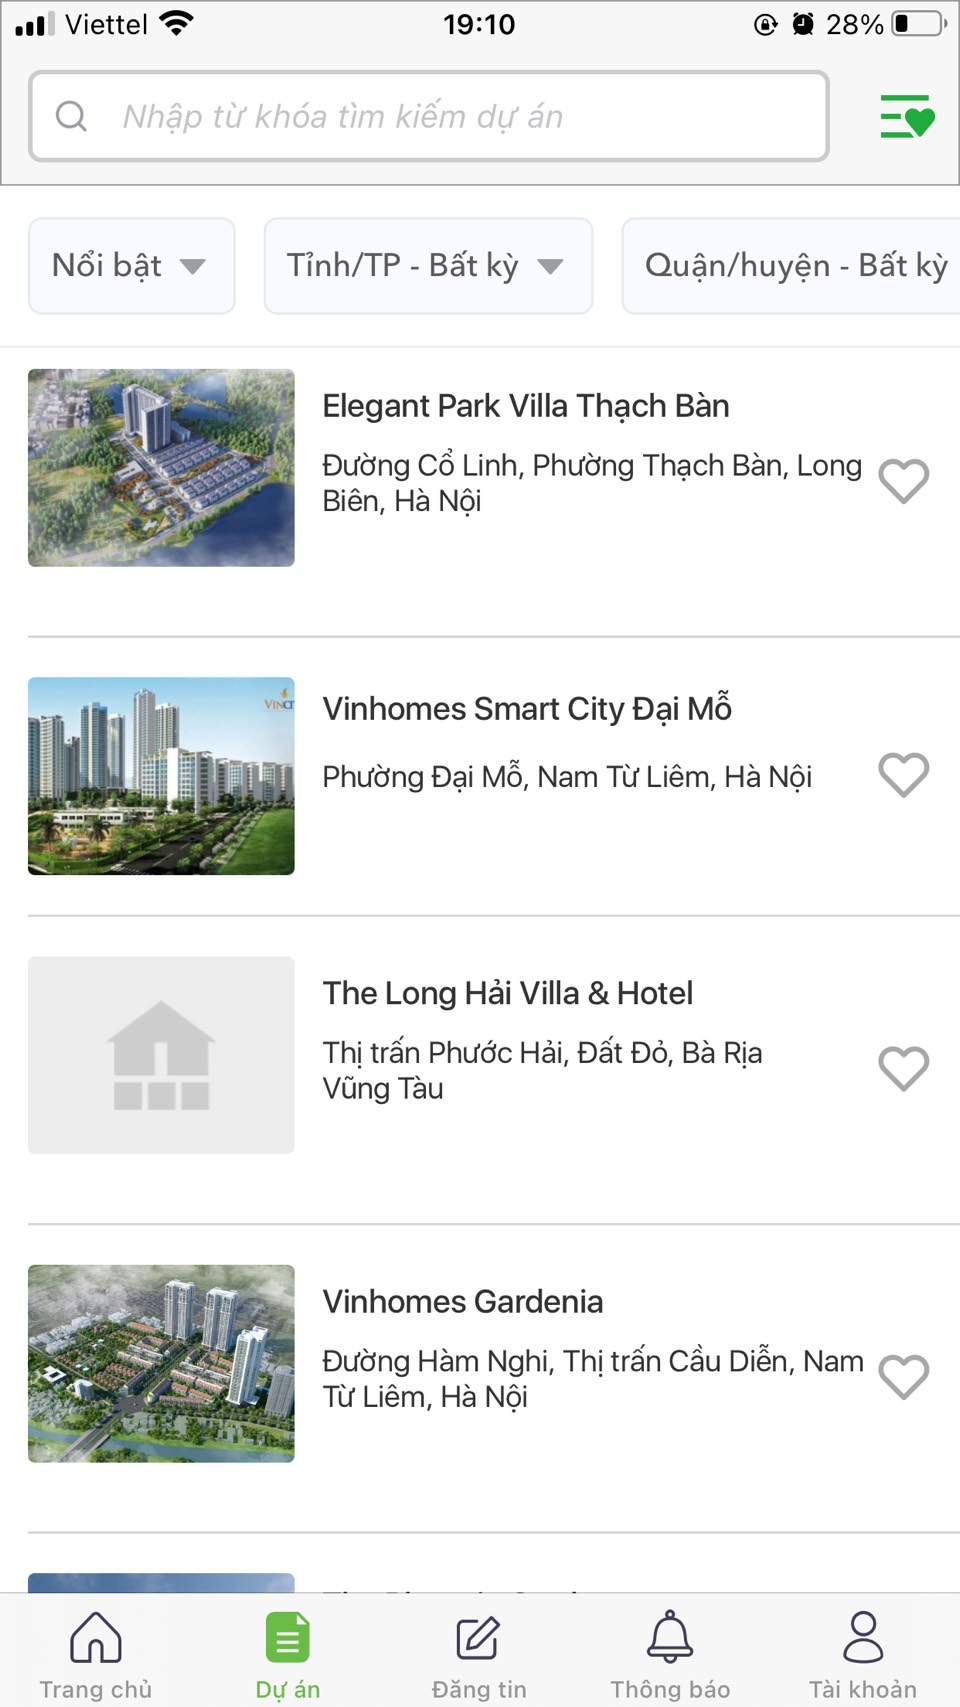 Viettel 19:10 28%
Nhập từ khóa tìm kiếm dự án
Nổi bật Tỉnh/TP - Bất kỳ Quận/huyện - Bất kỳ
Elegant Park Villa Thạch Bàn
Đường Cổ Linh, Phường Thạch Bàn, Long
Biên, Hà Nội
Vinhomes Smart City Đại Mỗ
Phường Đại Mỗ, Nam Từ Liêm, Hà Nội
The Long Hải Villa & Hotel
Thị trấn Phước Hải, Đất Đỏ, Bà Rịa
Vũng Tàu
Vinhomes Gardenia
Đường Hàm Nghi, Thị trấn Cầu Diễn, Nam
Từ Liêm, Hà Nội
Trang chủ Dự án Đăng tin Thông báo Tài khoản